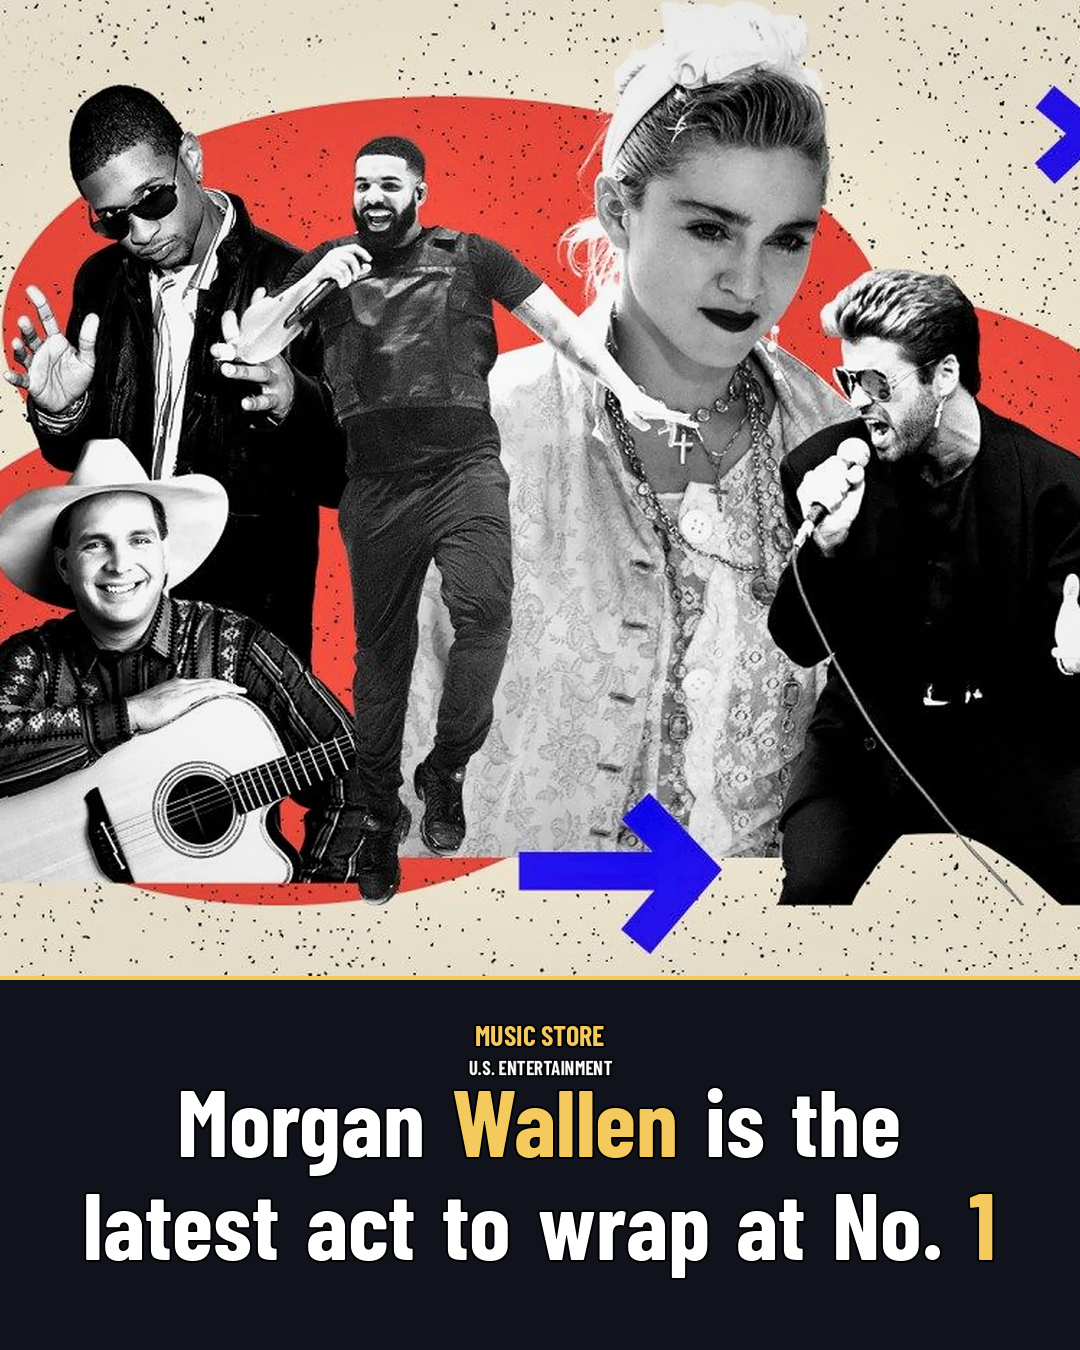 MUSIC STORE
U.S. ENTERTAINMENT
Morgan Wallen is the
latest act to wrap at No. 1